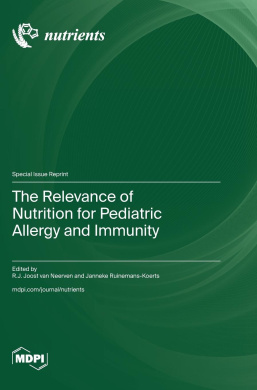 nutrients
Special Issue Reprint
The Relevance of
Nutrition for Pediatric
Allergy and Immunity
Edited by
R.J. Joost van Neerven and Janneke Ruinemans-Koerts
mdpi.com/journal/nutrients
MDPI